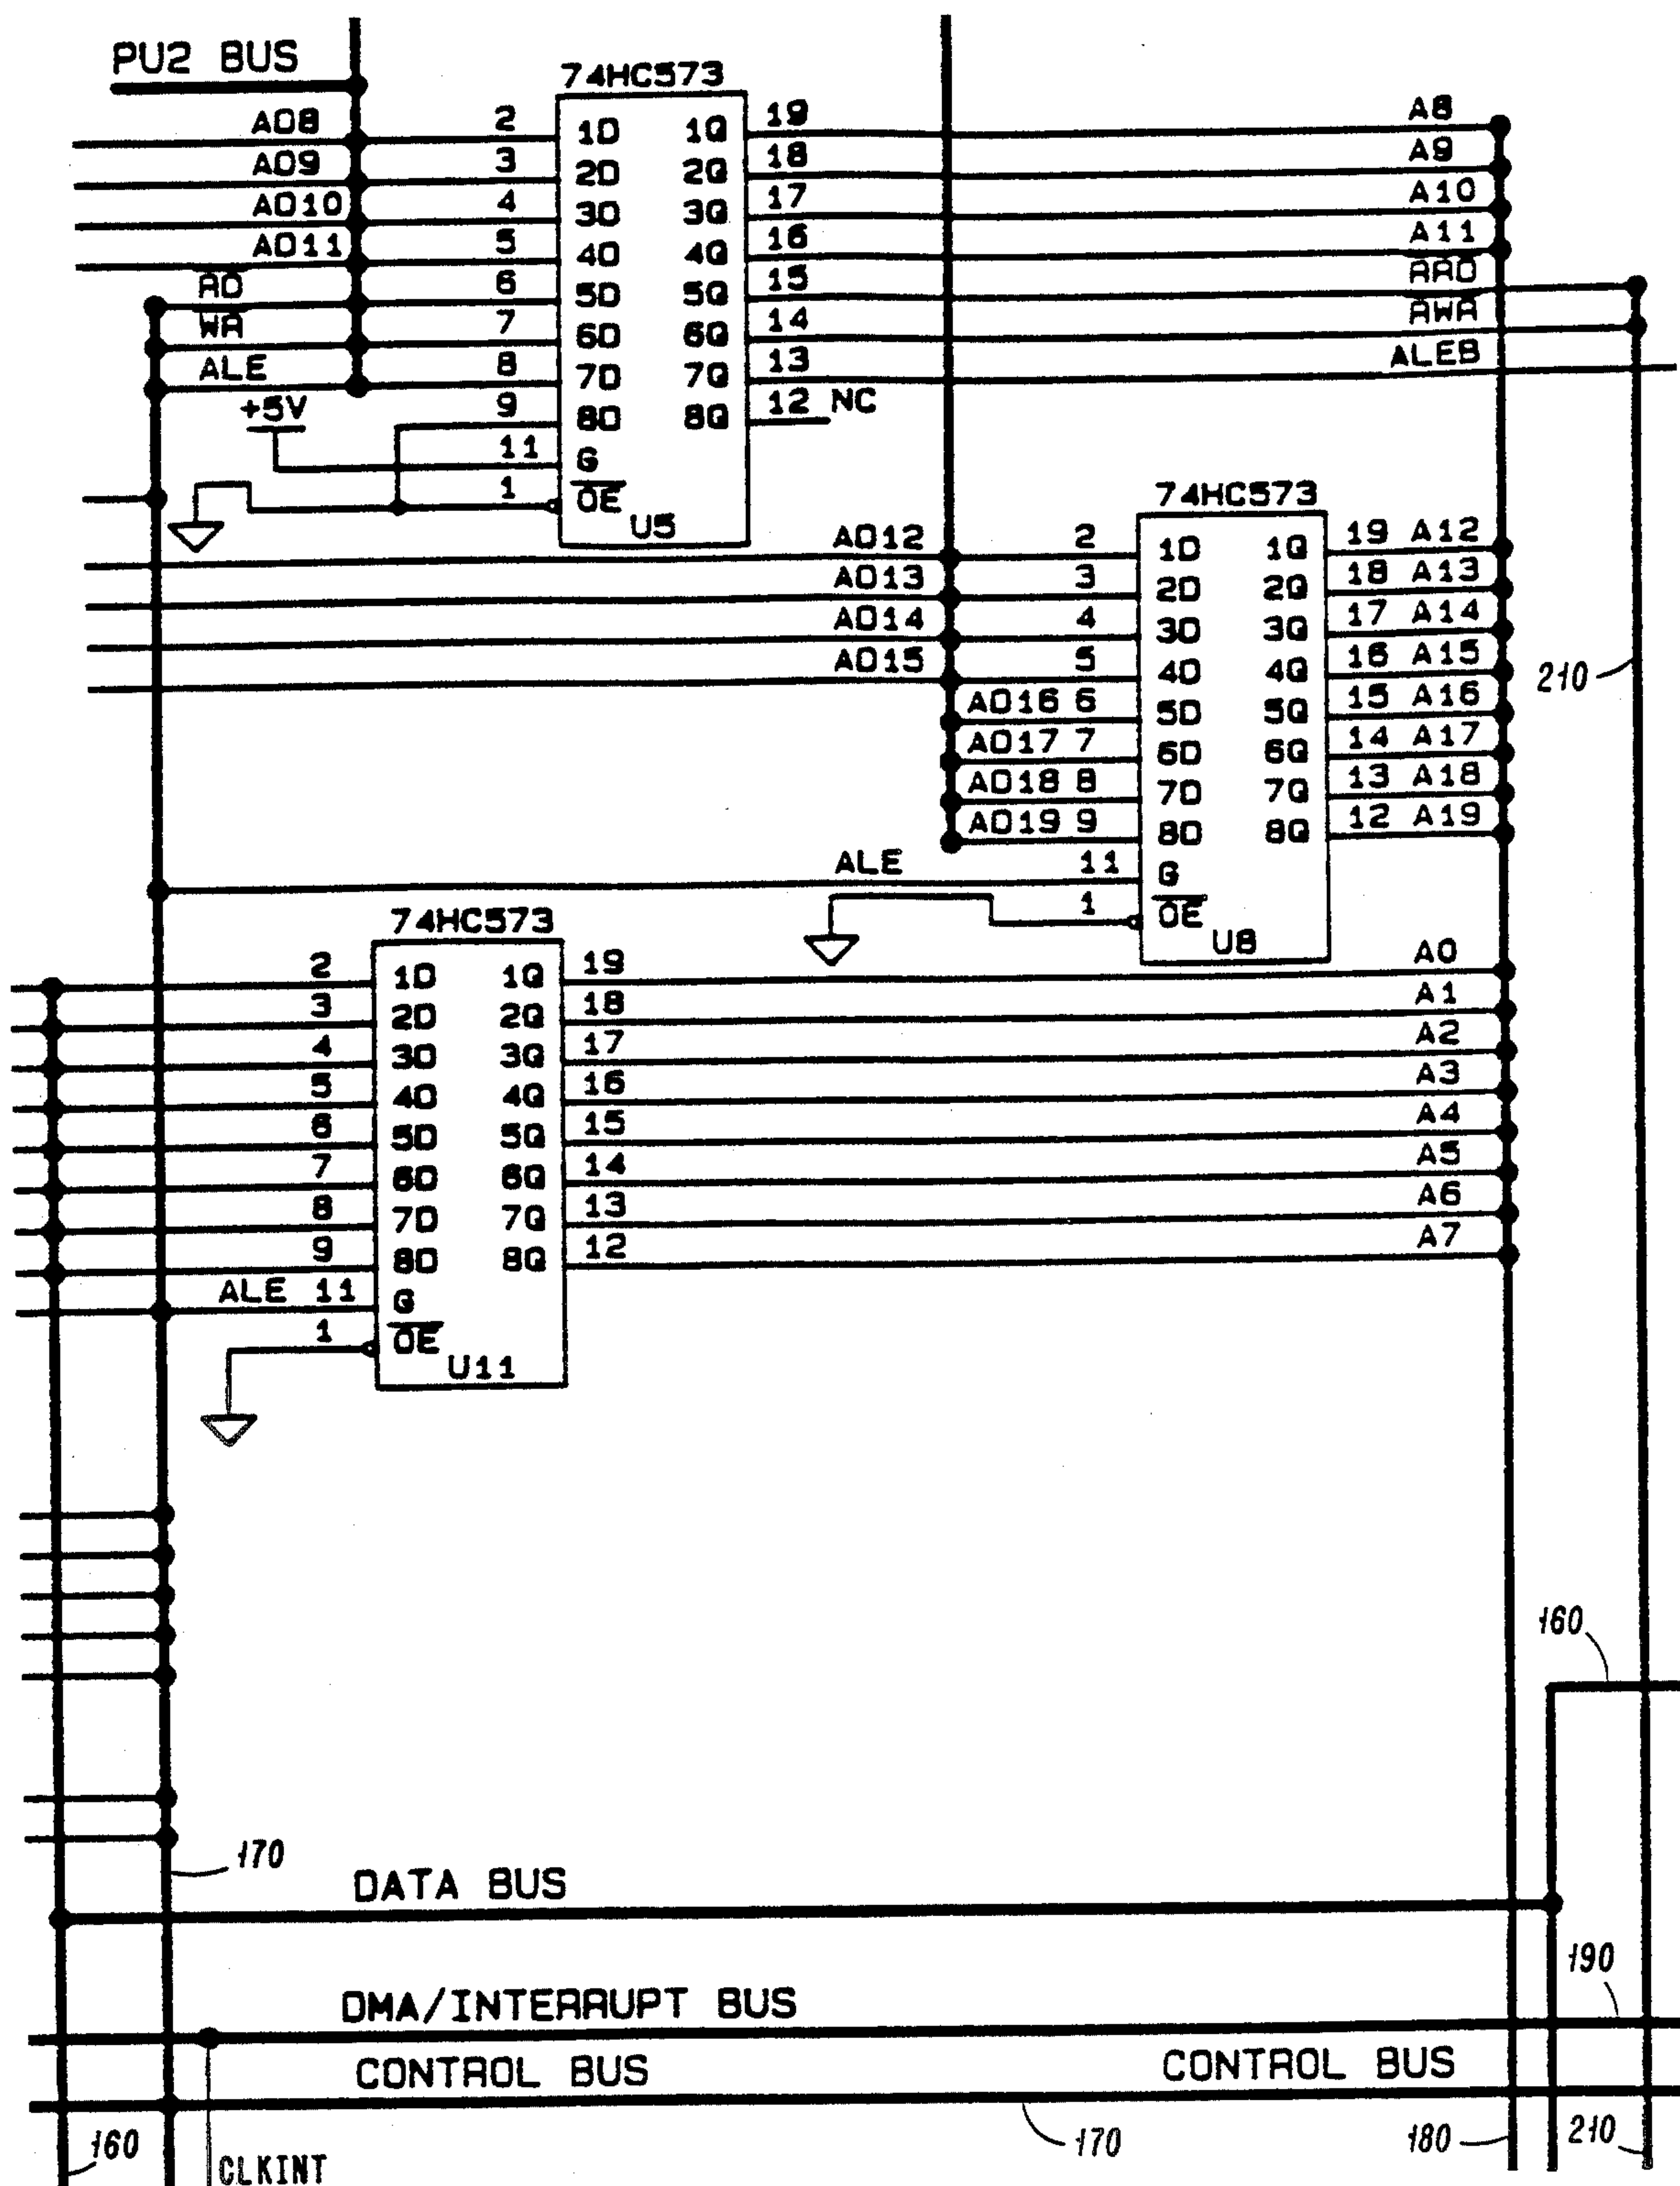 PU2 BUS
74HC573
AD8 2 1D 1Q 19 A8
AD9 3 2D 2Q 18 A9
AD10 4 3D 3Q 17 A10
AD11 5 4D 4Q 16 A11
RD 6 5D 5Q 15 RRD
WR 7 6D 6Q 14 RWR
ALE 8 7D 7Q 13 ALEB
+5V 9 8D 8Q 12 NC
11 G
1 OE
U5
74HC573
AD12 2 1D 1Q 19 A12
AD13 3 2D 2Q 18 A13
AD14 4 3D 3Q 17 A14
AD15 5 4D 4Q 16 A15
210
AD16 6 5D 5Q 15 A16
AD17 7 6D 6Q 14 A17
AD18 8 7D 7Q 13 A18
AD19 9 8D 8Q 12 A19
ALE 11 G
1 OE
U8
74HC573
2 1D 1Q 19 A0
3 2D 2Q 18 A1
4 3D 3Q 17 A2
5 4D 4Q 16 A3
6 5D 5Q 15 A4
7 6D 6Q 14 A5
8 7D 7Q 13 A6
9 8D 8Q 12 A7
ALE 11 G
1 OE
U11
160
170
DATA BUS
190
DMA/INTERRUPT BUS
CONTROL BUS CONTROL BUS
160 170 180 210
CLKINT